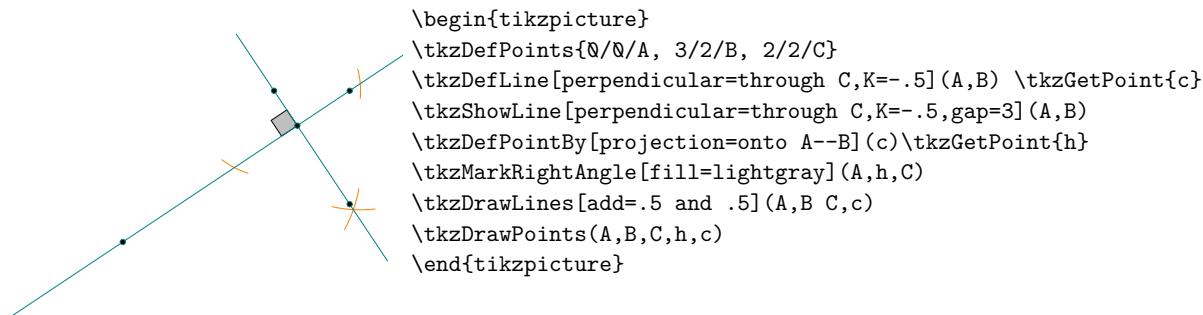 \begin{tikzpicture}
\tkzDefPoints{0/0/A, 3/2/B, 2/2/C}
\tkzDefLine[perpendicular=through C,K=-.5](A,B) \tkzGetPoint{c}
\tkzShowLine[perpendicular=through C,K=-.5,gap=3](A,B)
\tkzDefPointBy[projection=onto A--B](c)\tkzGetPoint{h}
\tkzMarkRightAngle[fill=lightgray](A,h,C)
\tkzDrawLines[add=.5 and .5](A,B C,c)
\tkzDrawPoints(A,B,C,h,c)
\end{tikzpicture}